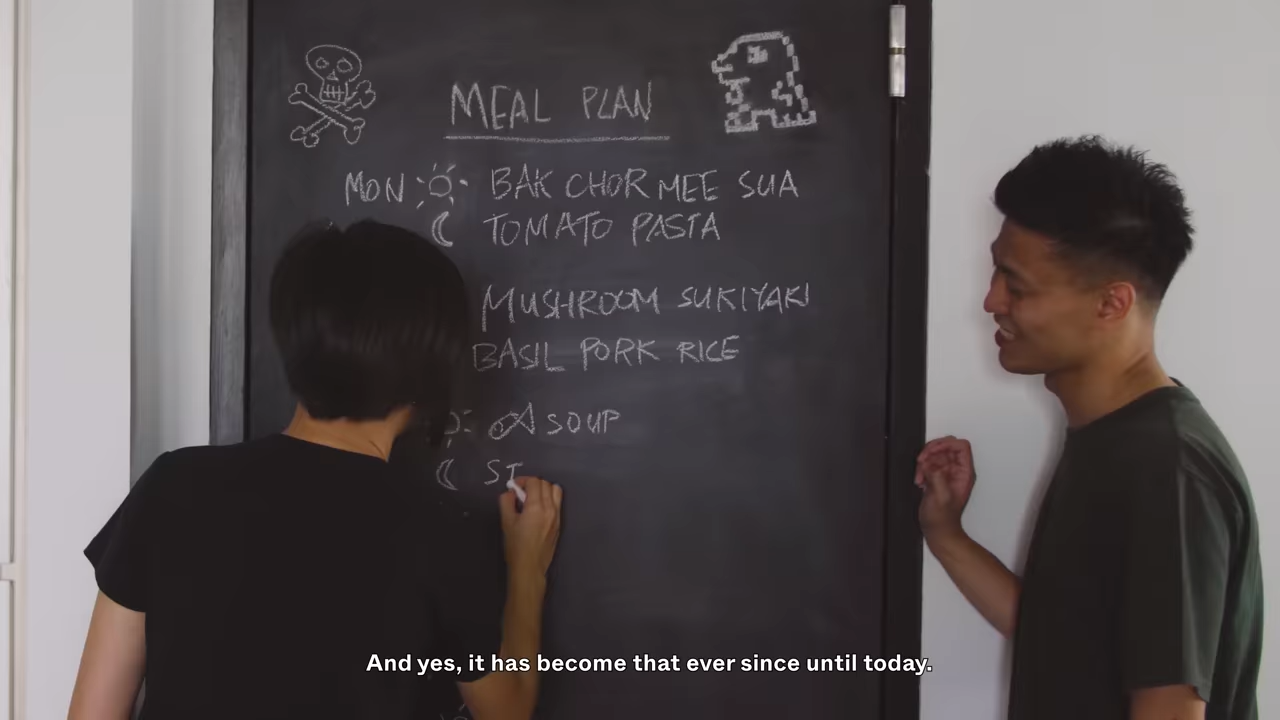 MEAL PLAN
MON BAK CHOR MEE SUA
TOMATO PASTA
MUSHROOM SUKIYAKI
BASIL PORK RICE
SOUP
And yes, it has become that ever since until today.